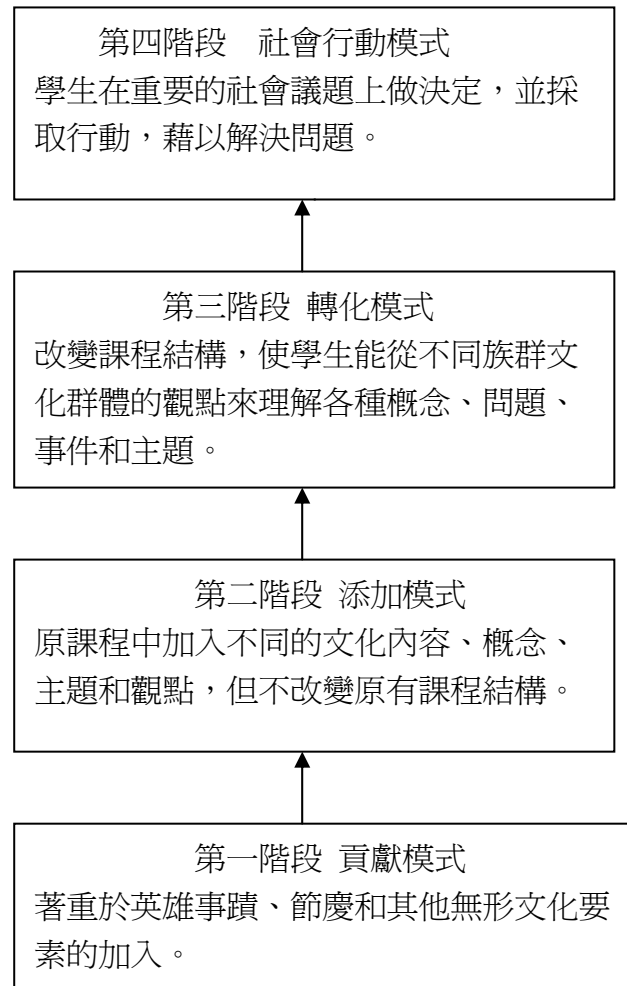 第四階段　社會行動模式
學生在重要的社會議題上做決定，並採
取行動，藉以解決問題。
第三階段 轉化模式
改變課程結構，使學生能從不同族群文
化群體的觀點來理解各種概念、問題、
事件和主題。
第二階段 添加模式
原課程中加入不同的文化內容、概念、
主題和觀點，但不改變原有課程結構。
第一階段 貢獻模式
著重於英雄事蹟、節慶和其他無形文化要
素的加入。